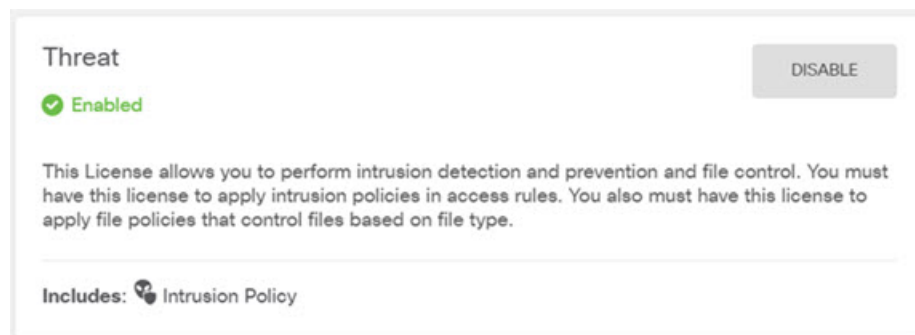 Threat
DISABLE
Enabled
This License allows you to perform intrusion detection and prevention and file control. You must
have this license to apply intrusion policies in access rules. You also must have this license to
apply file policies that control files based on file type.
Includes: Intrusion Policy